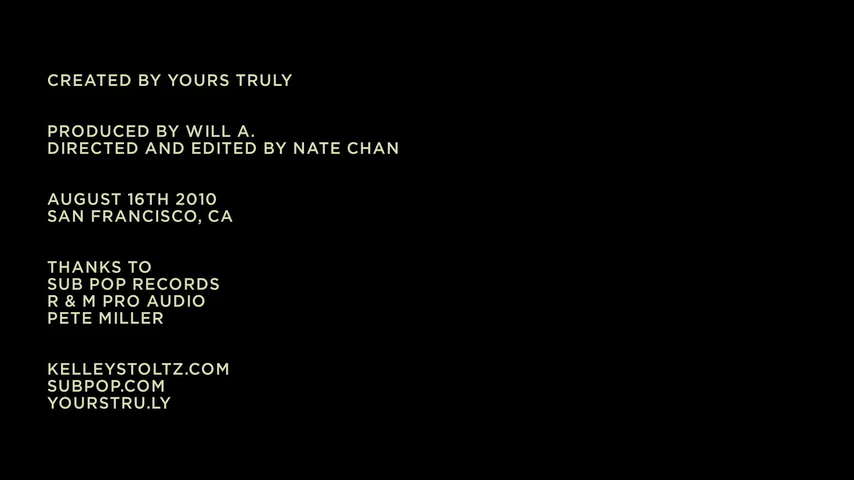 CREATED BY YOURS TRULY
PRODUCED BY WILL A.
DIRECTED AND EDITED BY NATE CHAN
AUGUST 16TH 2010
SAN FRANCISCO, CA
THANKS TO
SUB POP RECORDS
R & M PRO AUDIO
PETE MILLER
KELLEYSTOLTZ.COM
SUBPOP.COM
YOURSTRU.LY